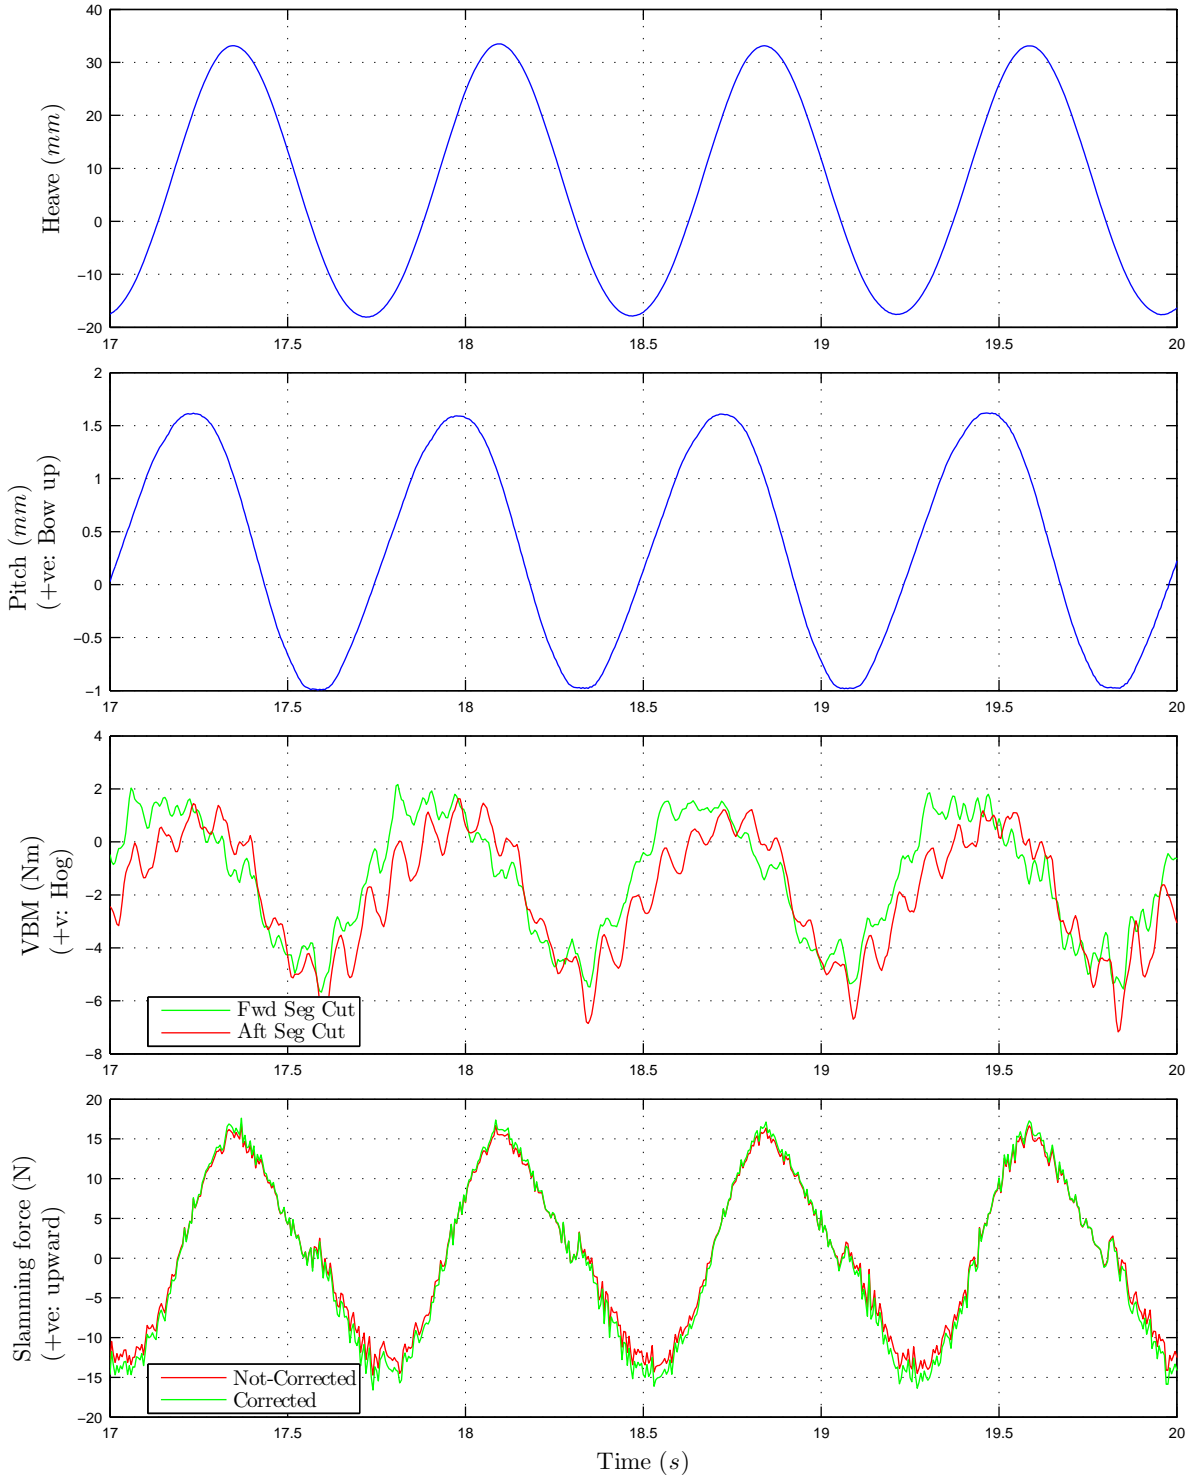 40
30
20
10
0
−10
−20
Heave (mm)
17 17.5 18 18.5 19 19.5 20
2
1.5
1
0.5
0
−0.5
−1
Pitch (mm)
(+ve: Bow up)
17 17.5 18 18.5 19 19.5 20
4
2
0
−2
−4
−6
−8
VBM (Nm)
(+v: Hog)
Fwd Seg Cut
Aft Seg Cut
17 17.5 18 18.5 19 19.5 20
20
15
10
5
0
−5
−10
−15
−20
Slamming force (N)
(+ve: upward)
Not-Corrected
Corrected
17 17.5 18 18.5 19 19.5 20
Time (s)